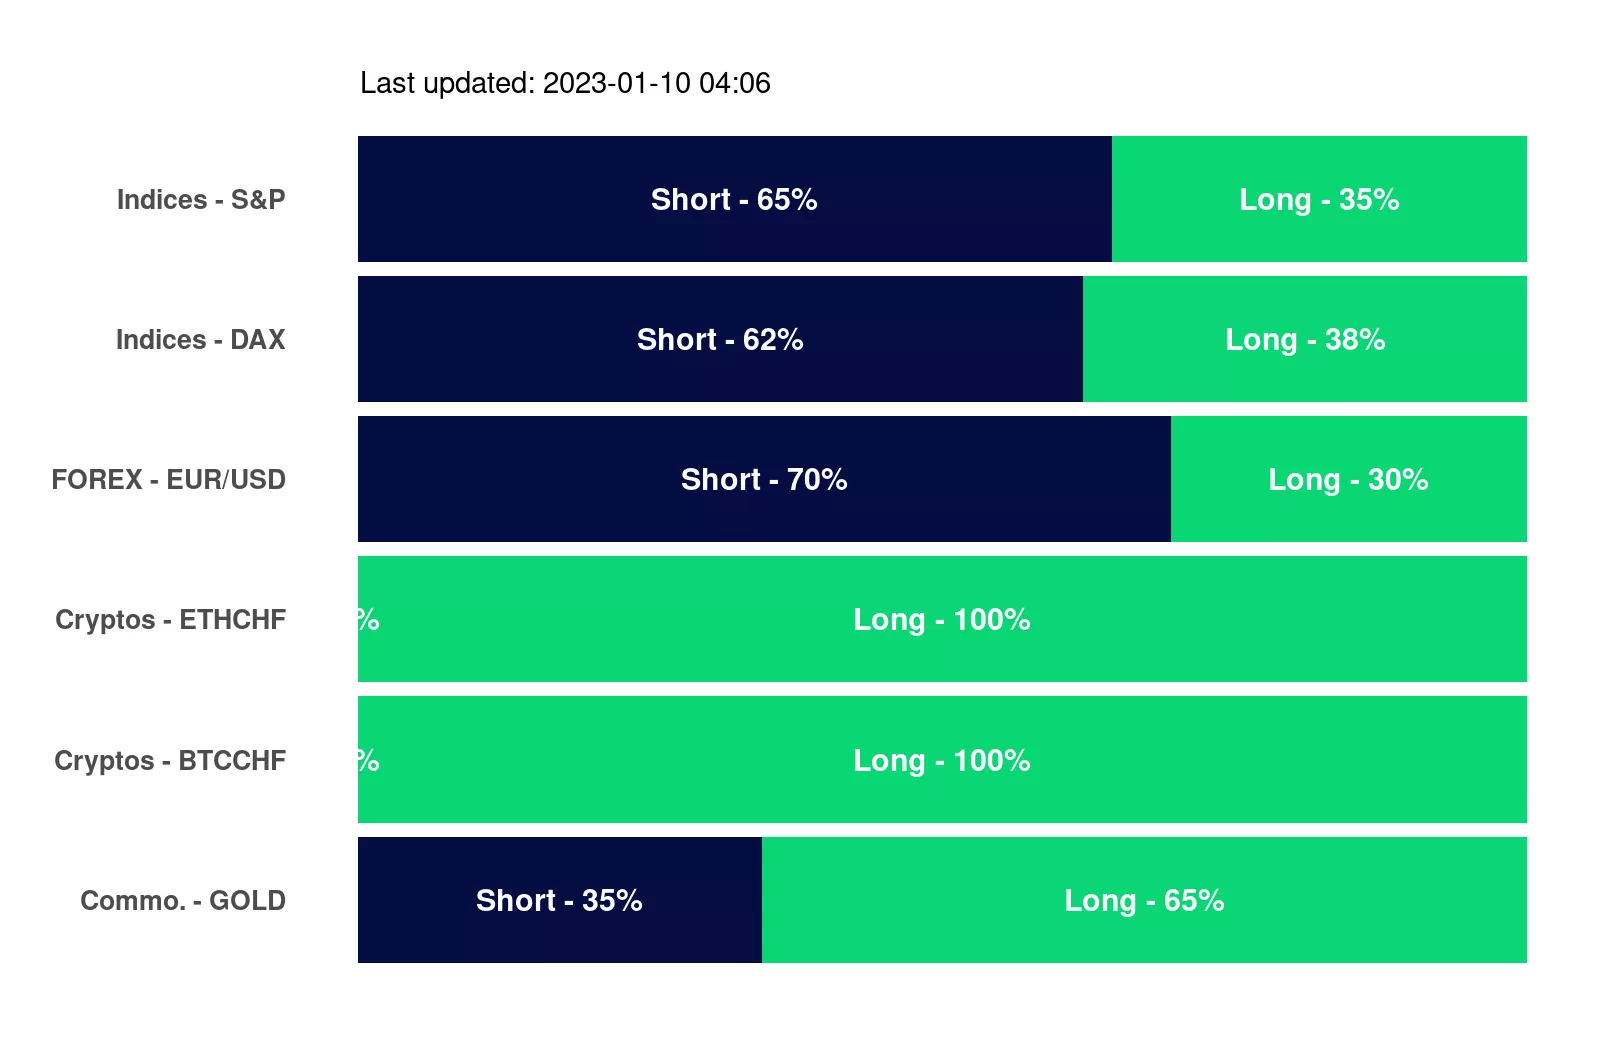 Last updated: 2023-01-10 04:06
Indices - S&P Short - 65% Long - 35%
Indices - DAX Short - 62% Long - 38%
FOREX - EUR/USD Short - 70% Long - 30%
Cryptos - ETHCHF % Long - 100%
Cryptos - BTCCHF % Long - 100%
Commo. - GOLD Short - 35% Long - 65%